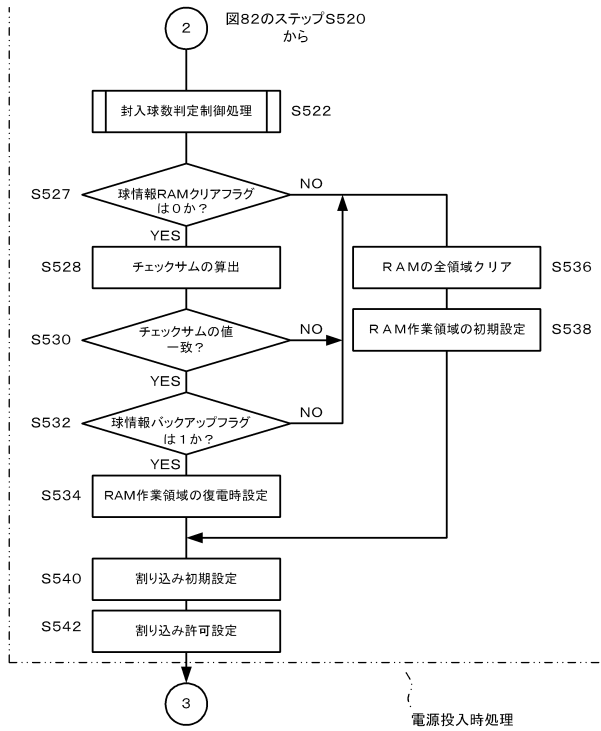 2
図82のステップS520
から
封入球数判定制御処理
S522
球情報RAMクリアフラグ
は0か?
S527
NO
YES
チェックサムの算出
S528
RAMの全領域クリア
S536
チェックサムの値
一致?
S530
NO
RAM作業領域の初期設定
S538
YES
球情報バックアップフラグ
は1か?
S532
NO
YES
RAM作業領域の復電時設定
S534
割り込み初期設定
S540
割り込み許可設定
S542
3
電源投入時処理